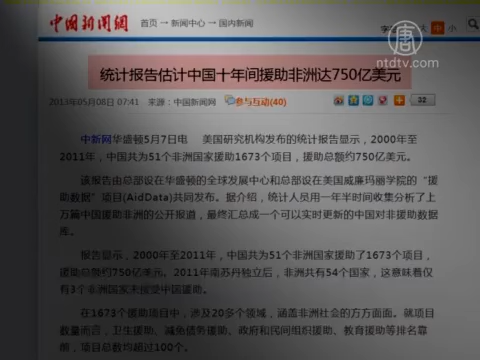 中国新闻网
首页 → 新闻中心 → 国内新闻
大 中 小
唐
ntdtv.com
统计报告估计中国十年间援助非洲达750亿美元
2013年05月08日 07:41 来源：中国新闻网 参与互动(40)
32
中新网华盛顿5月7日电 美国研究机构发布的统计报告显示，2000年至
2011年，中国共为51个非洲国家援助1673个项目，援助总额约750亿美元。
该报告由总部设在华盛顿的全球发展中心和总部设在美国威廉玛丽学院的“援
助数据”项目(AidData)共同发布。据介绍，统计人员用一年半时间收集分析了上
万篇中国援助非洲的公开报道，最终汇总成一个可以实时更新的中国对非援助数据
库。
报告显示，2000年至2011年，中国共为51个非洲国家援助了1673个项目，
援助总额约750亿美元。2011年南苏丹独立后，非洲共有54个国家，这意味着仅
有3个非洲国家未接受中国援助。
在1673个援助项目中，涉及20多个领域，涵盖非洲社会的方方面面。就项目
数量而言，卫生援助、减免债务援助、政府和民间组织援助、教育援助等排名靠
前，项目总数均超过100个。